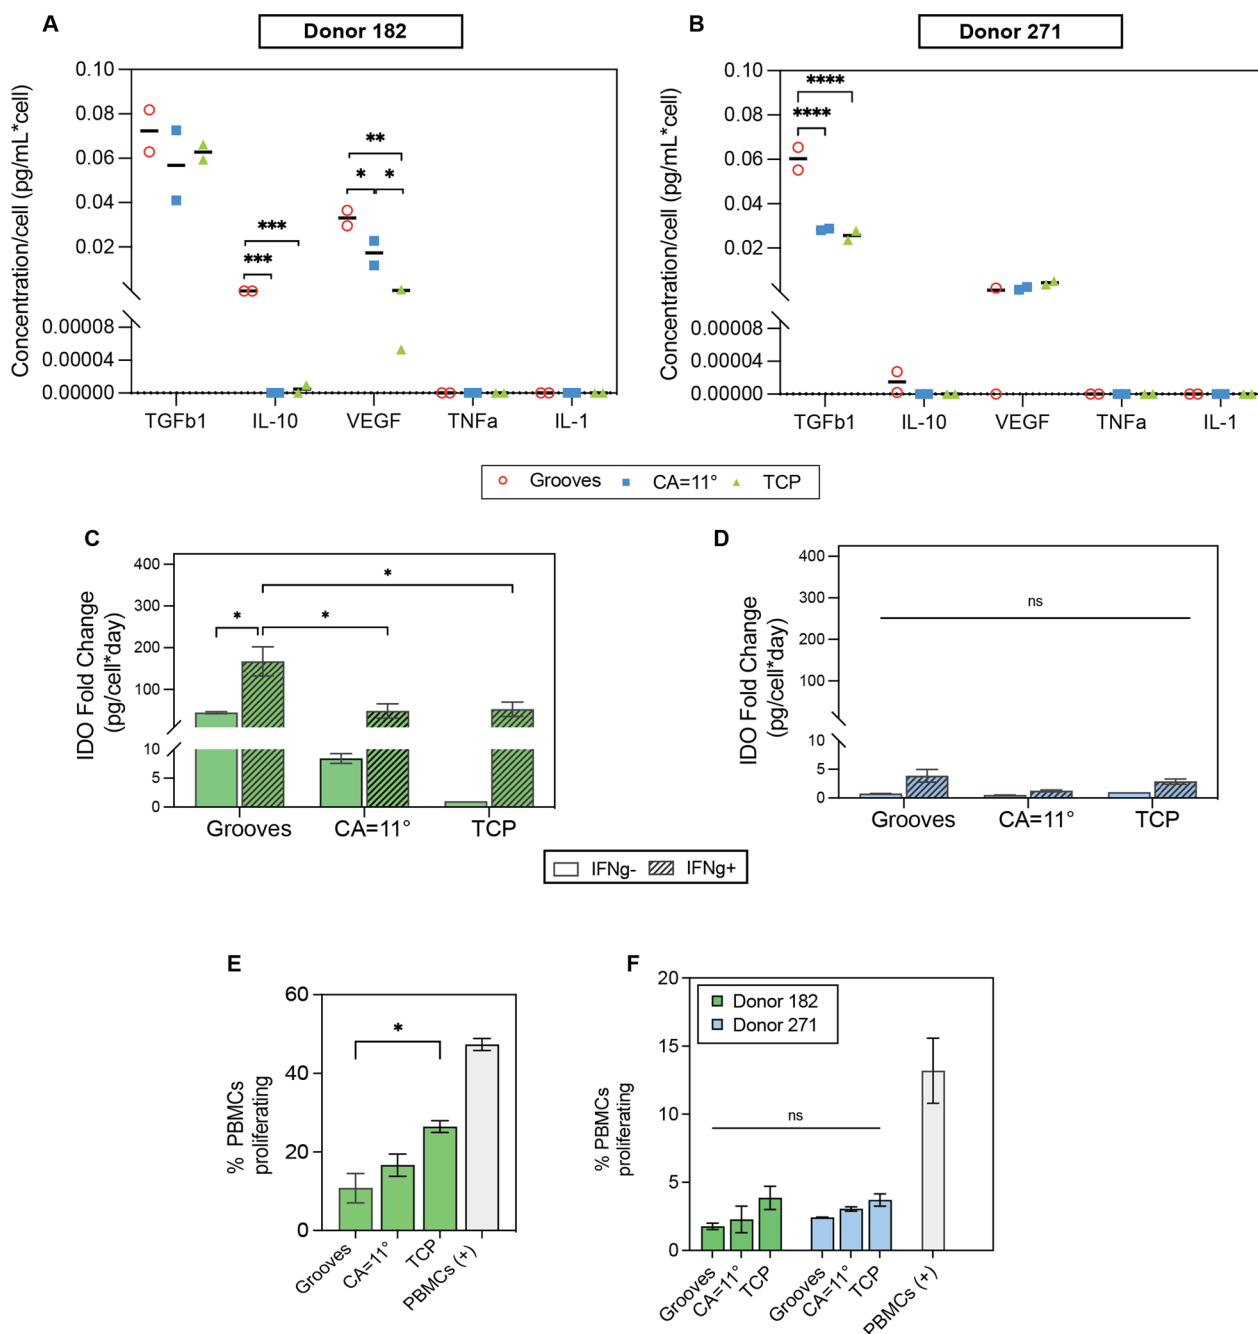 A
Donor 182
Concentration/cell (pg/mL*cell)
0.10
0.08
0.06
0.04
0.02
0.00008
0.00004
0.00000
***
***
**
*
*
TGFb1
IL-10
VEGF
TNFa
IL-1
B
Donor 271
Concentration/cell (pg/mL*cell)
0.10
0.08
0.06
0.04
0.02
0.00008
0.00004
0.00000
****
****
TGFb1
IL-10
VEGF
TNFa
IL-1
Grooves
CA=11°
TCP
C
IDO Fold Change
(pg/cell*day)
400
300
200
100
10
5
0
*
*
*
Grooves
CA=11°
TCP
D
IDO Fold Change
(pg/cell*day)
400
300
200
100
10
5
0
ns
Grooves
CA=11°
TCP
IFNg-
IFNg+
E
% PBMCs
proliferating
60
40
20
0
*
Grooves
CA=11°
TCP
PBMCs (+)
F
% PBMCs
proliferating
20
15
10
5
0
Donor 182
Donor 271
ns
Grooves
CA=11°
TCP
Grooves
CA=11°
TCP
PBMCs (+)